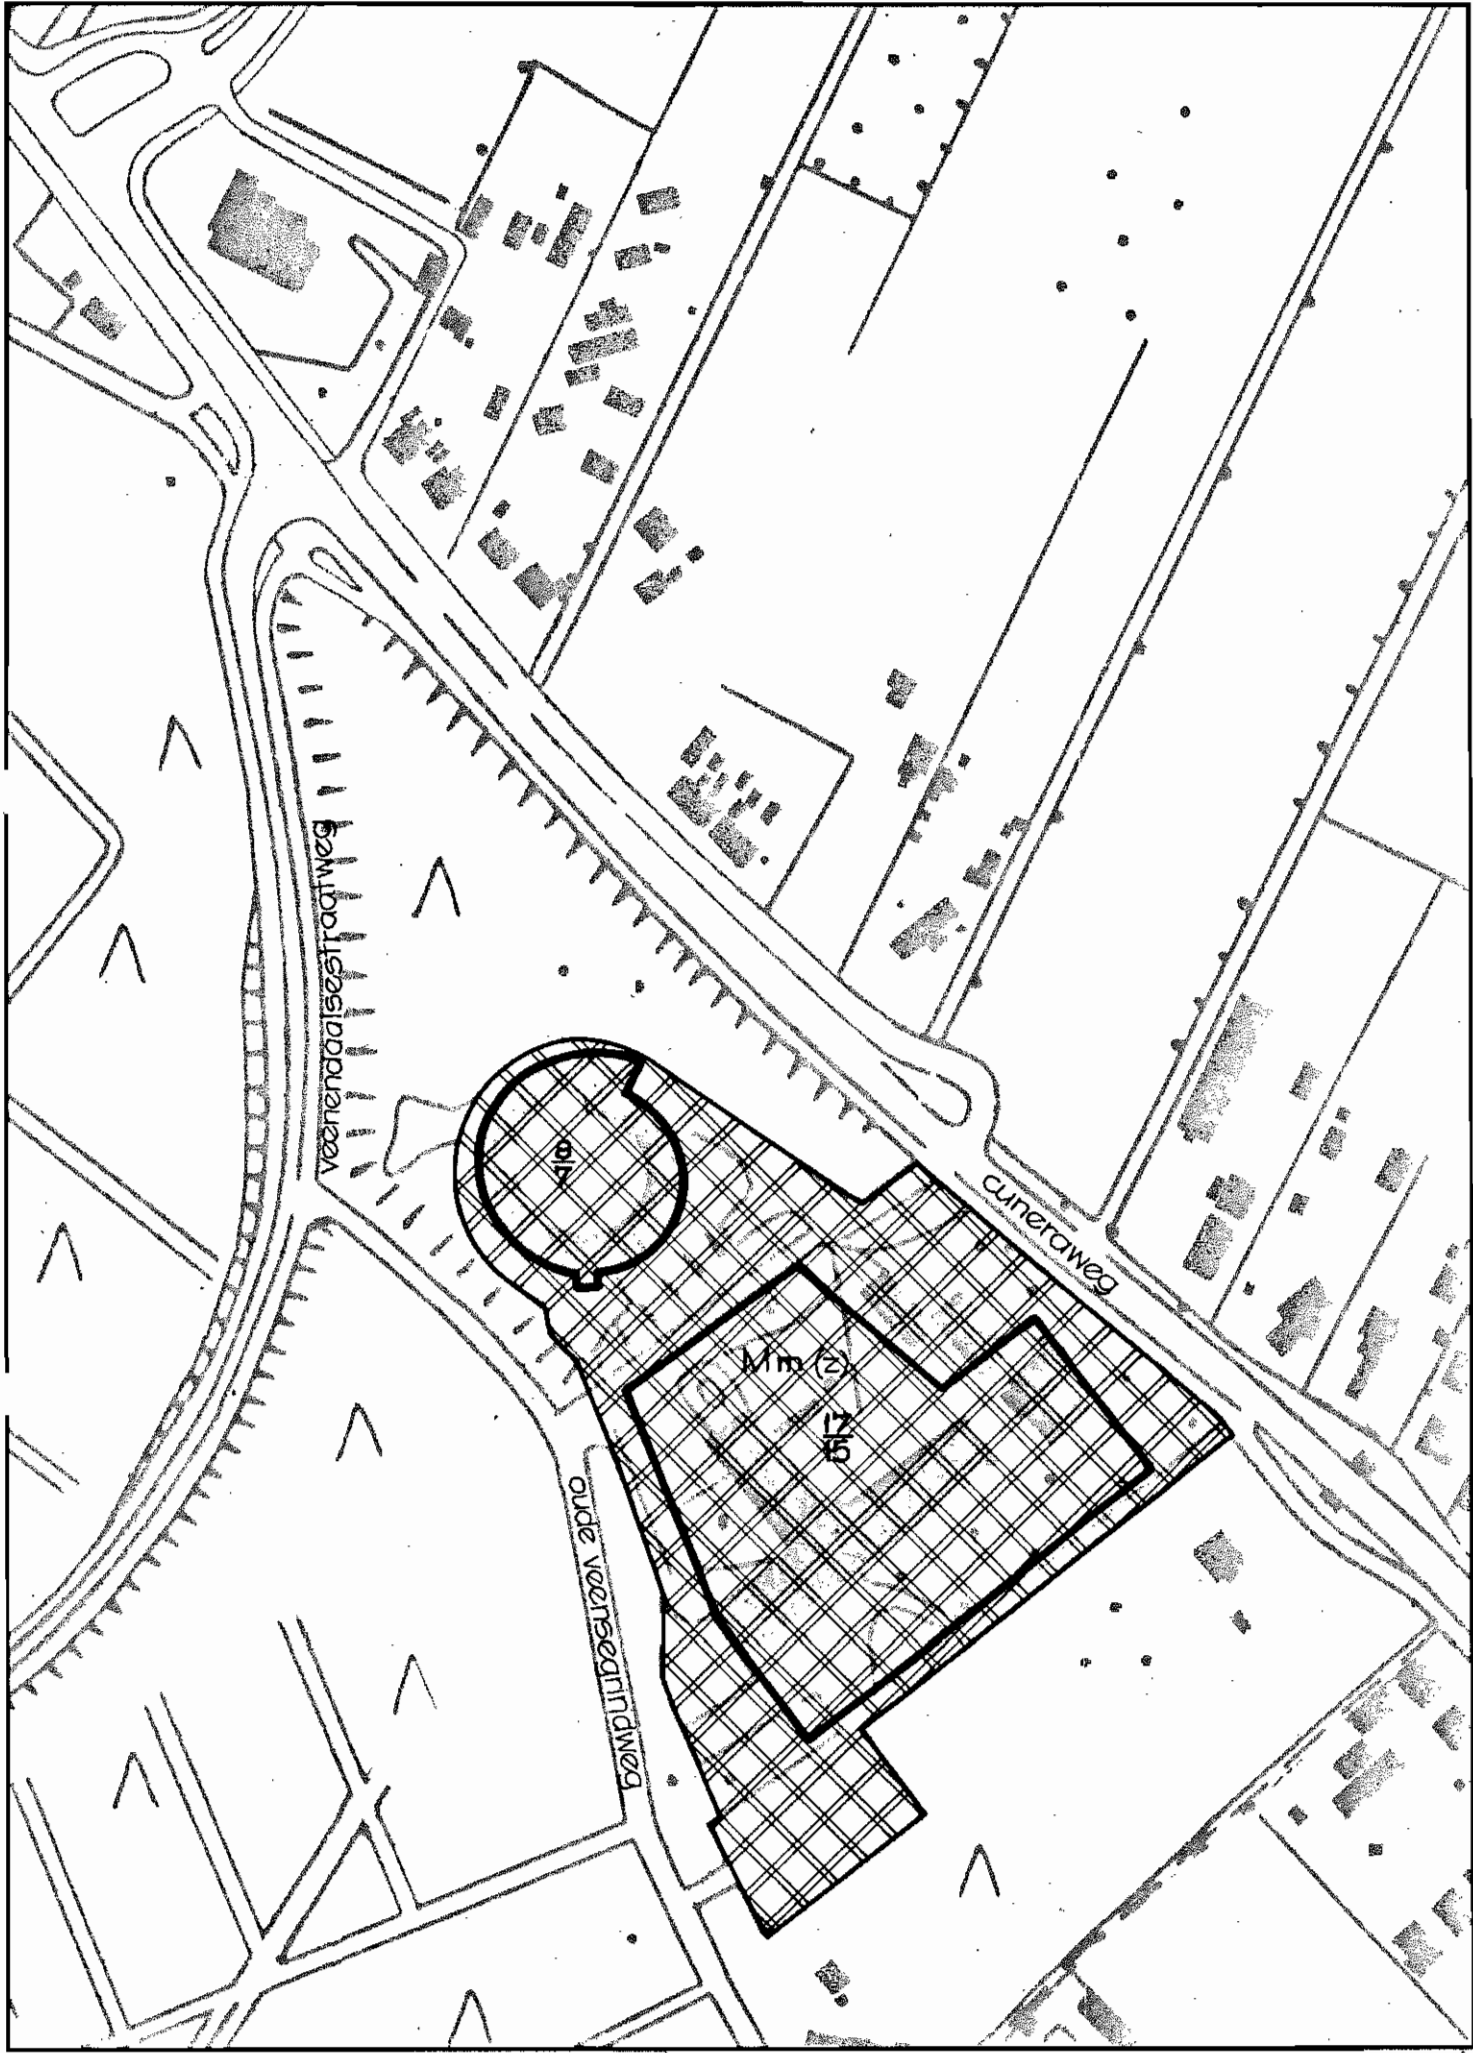 veenendaalsestraatweg
8
7
cuneraweg
Mm (z)
17
15
oude veensegrindweg